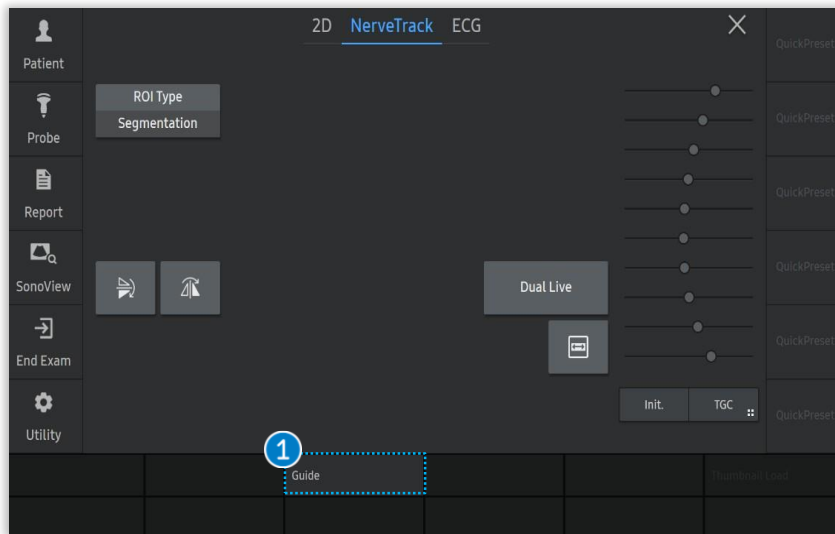 2D NerveTrack ECG
Patient
Probe
Report
SonoView
End Exam
Utility
ROI Type
Segmentation
Dual Live
Init. TGC
QuickPreset
QuickPreset
QuickPreset
QuickPreset
QuickPreset
QuickPreset
1
Guide
Thumbnail Load